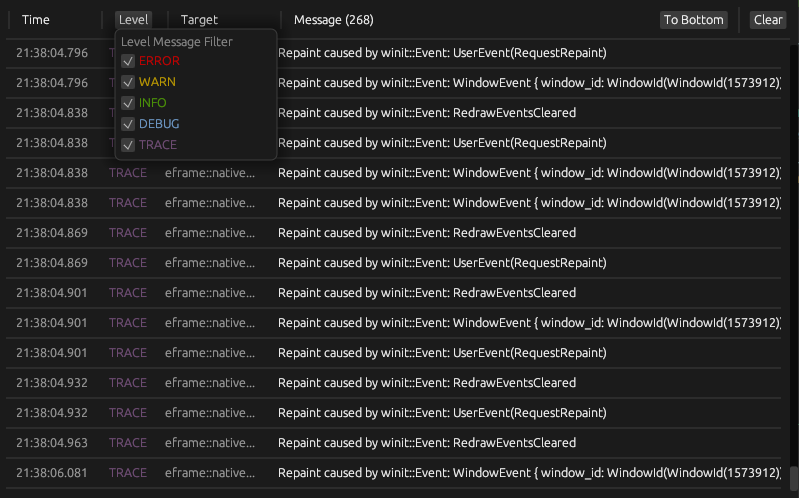 Time Level Target Message (268) To Bottom Clear
Level Message Filter
ERROR
WARN
INFO
DEBUG
TRACE
21:38:04.796 Repaint caused by winit::Event: UserEvent(RequestRepaint)
21:38:04.796 Repaint caused by winit::Event: WindowEvent { window_id: WindowId(WindowId(1573912))
21:38:04.838 Repaint caused by winit::Event: RedrawEventsCleared
21:38:04.838 Repaint caused by winit::Event: UserEvent(RequestRepaint)
21:38:04.838 TRACE eframe::native... Repaint caused by winit::Event: WindowEvent { window_id: WindowId(WindowId(1573912))
21:38:04.838 TRACE eframe::native... Repaint caused by winit::Event: WindowEvent { window_id: WindowId(WindowId(1573912))
21:38:04.869 TRACE eframe::native... Repaint caused by winit::Event: RedrawEventsCleared
21:38:04.869 TRACE eframe::native... Repaint caused by winit::Event: UserEvent(RequestRepaint)
21:38:04.901 TRACE eframe::native... Repaint caused by winit::Event: RedrawEventsCleared
21:38:04.901 TRACE eframe::native... Repaint caused by winit::Event: WindowEvent { window_id: WindowId(WindowId(1573912))
21:38:04.901 TRACE eframe::native... Repaint caused by winit::Event: UserEvent(RequestRepaint)
21:38:04.932 TRACE eframe::native... Repaint caused by winit::Event: RedrawEventsCleared
21:38:04.932 TRACE eframe::native... Repaint caused by winit::Event: UserEvent(RequestRepaint)
21:38:04.963 TRACE eframe::native... Repaint caused by winit::Event: RedrawEventsCleared
21:38:06.081 TRACE eframe::native... Repaint caused by winit::Event: WindowEvent { window_id: WindowId(WindowId(1573912))